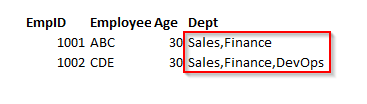 EmpID Employee Age Dept
1001 ABC 30 Sales,Finance
1002 CDE 30 Sales,Finance,DevOps